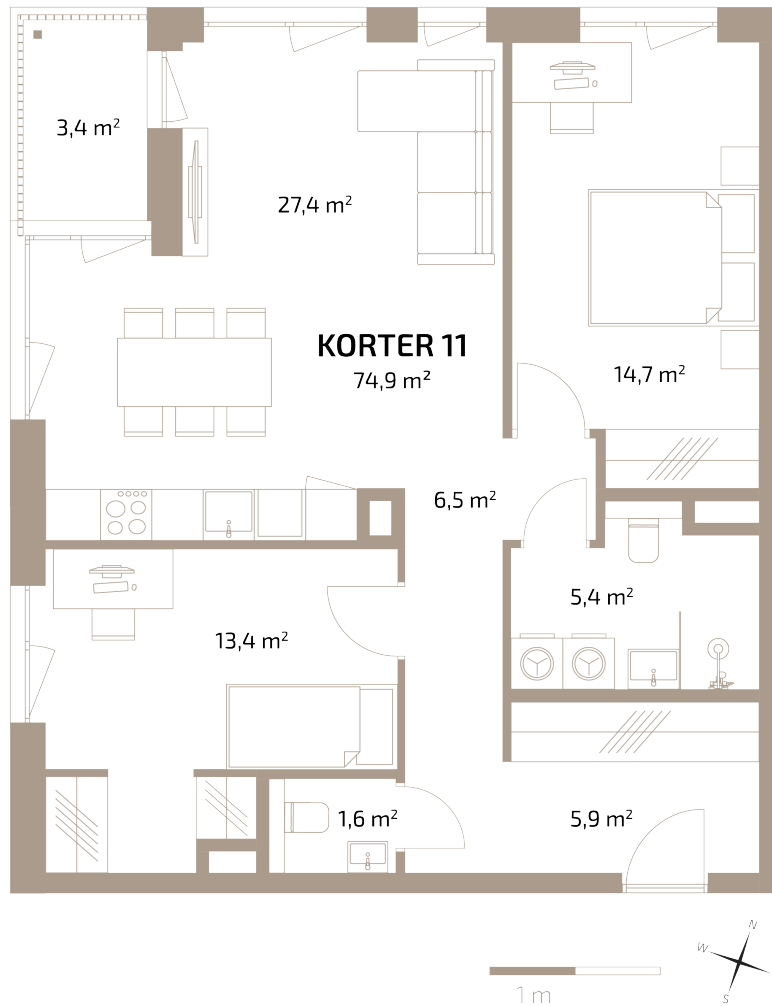 3,4 m²
27,4 m²
KORTER 11
74,9 m²
14,7 m²
6,5 m²
5,4 m²
13,4 m²
1,6 m²
5,9 m²
N
W
S
1 m